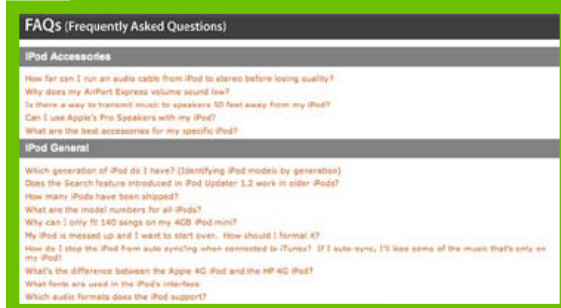 FAQs (Frequently Asked Questions)
iPod Accessories
How far can I run an audio cable from iPod to stereo before losing quality?
Why does my AirPort Express volume sound low?
Is there a way to transmit music to speakers 50 feet away from my iPod?
Can I use Apple's Pro Speakers with my iPod?
What are the best accessories for my specific iPod?
iPod General
Which generation of iPod do I have? (Identifying iPod models by generation)
Does the Search feature introduced in iPod Updater 1.2 work in older iPods?
How many iPods have been shipped?
What are the model numbers for all iPods?
Why can I only fit 140 songs on my 4GB iPod mini?
My iPod is messed up and I want to start over. How should I format it?
How do I stop the iPod from auto syncing when connected to iTunes? If I auto-sync, I'll lose some of the music that's only on
my iPod!
What's the difference between the Apple 4G iPod and the HP 4G iPod?
What fonts are used in the iPod's interface
Which audio formats does the iPod support?